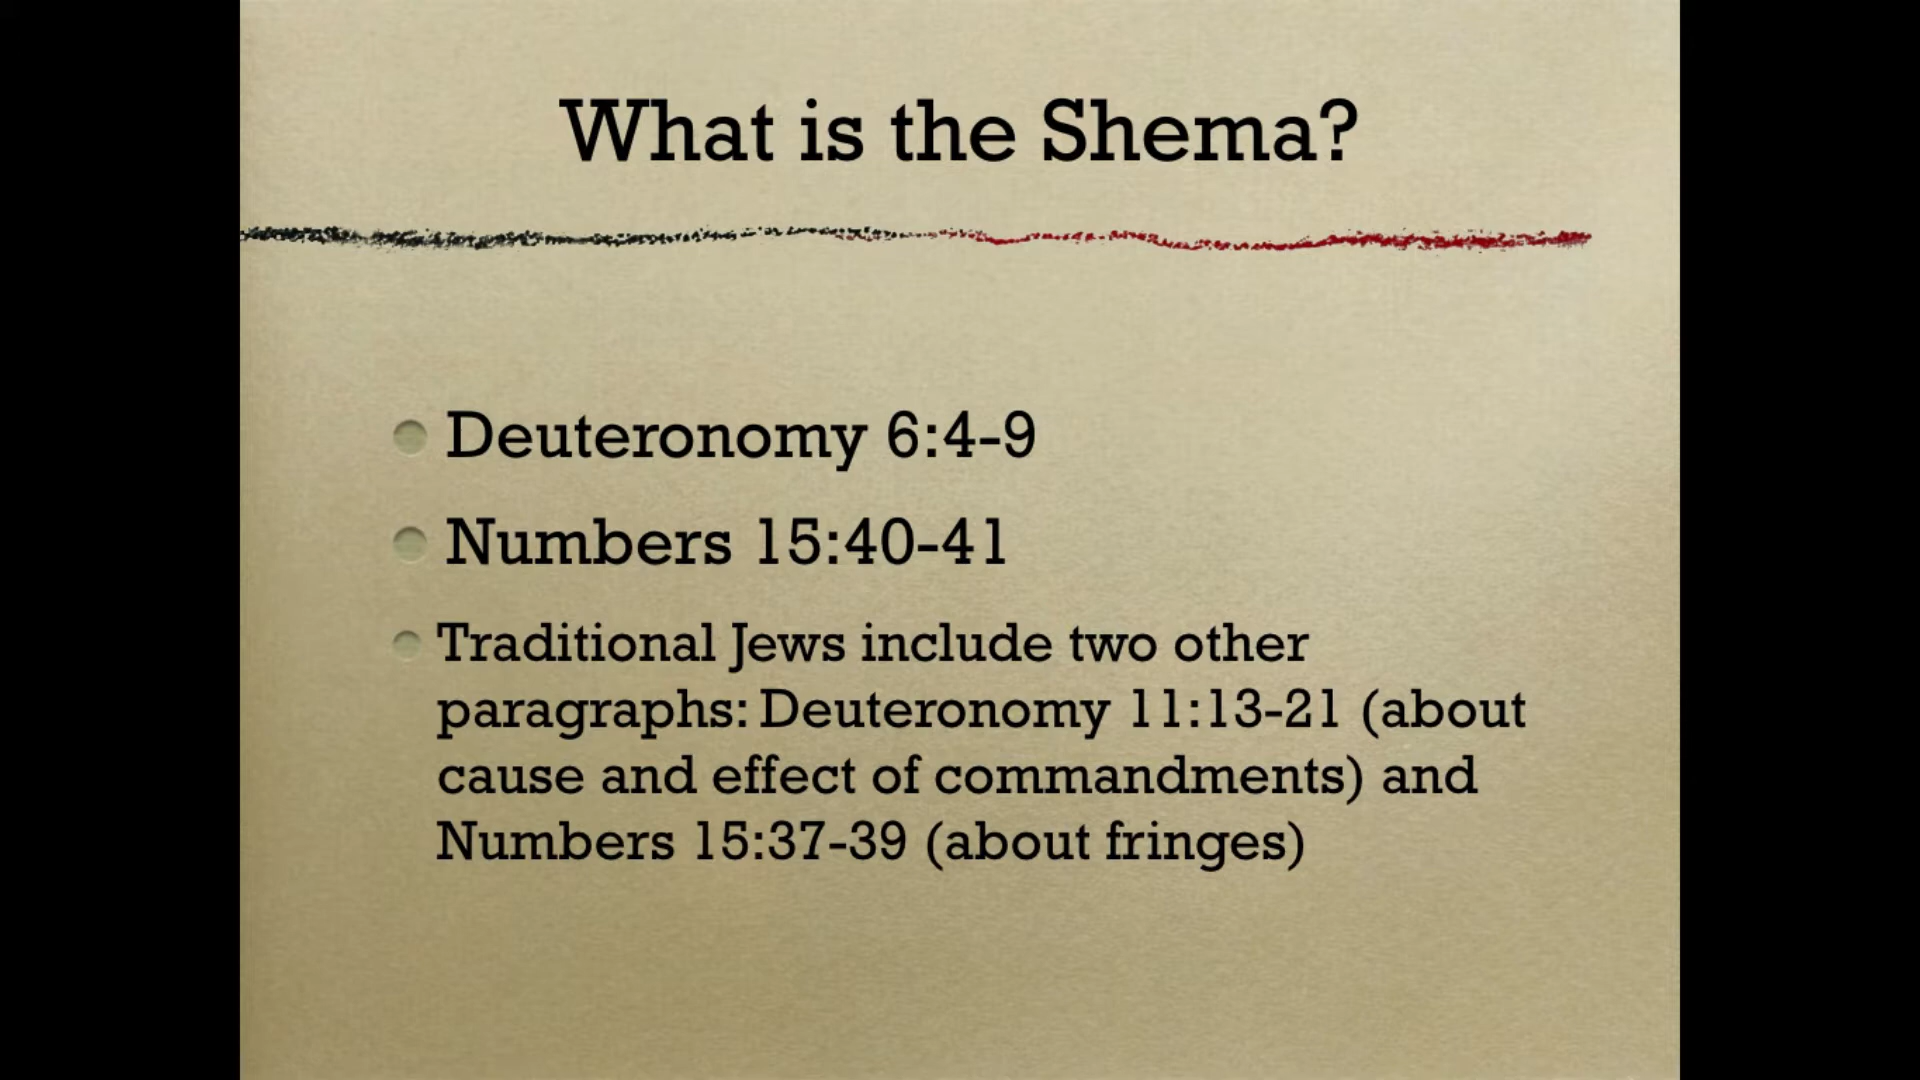 What is the Shema?
Deuteronomy 6:4-9
Numbers 15:40-41
Traditional Jews include two other
paragraphs: Deuteronomy 11:13-21 (about
cause and effect of commandments) and
Numbers 15:37-39 (about fringes)